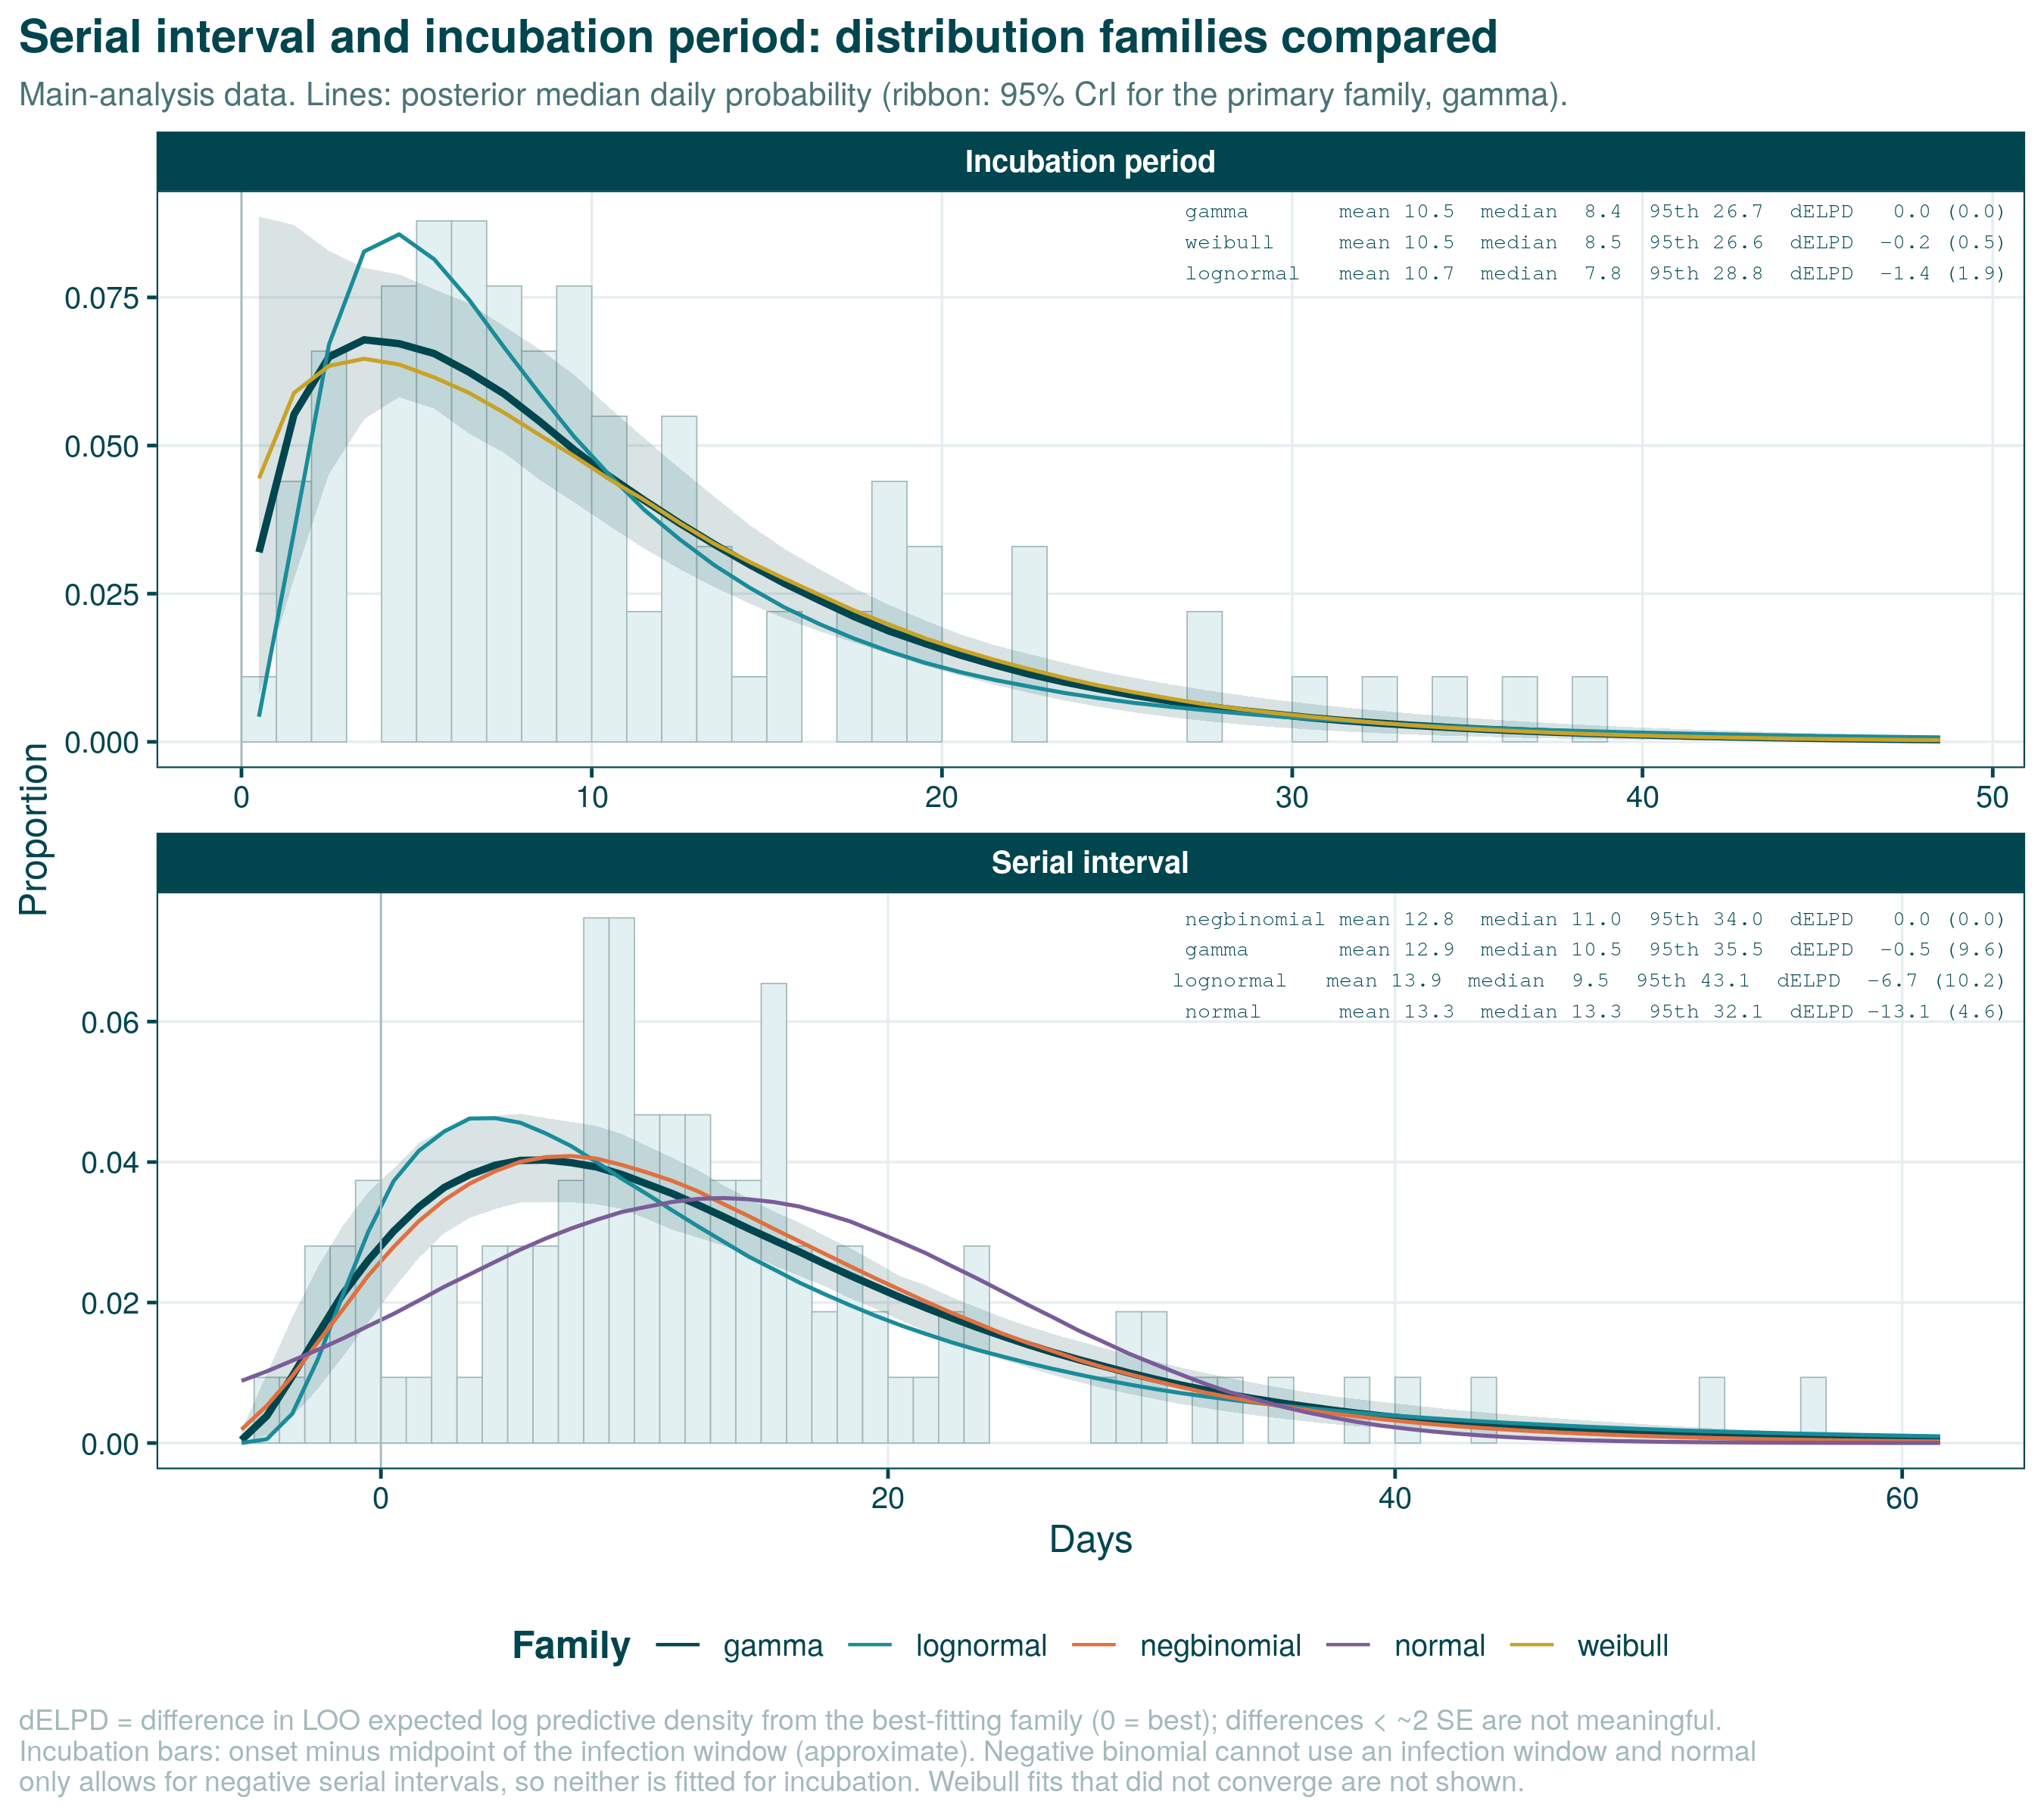 Serial interval and incubation period: distribution families compared
Main-analysis data. Lines: posterior median daily probability (ribbon: 95% CrI for the primary family, gamma).
Incubation period
gamma mean 10.5 median 8.4 95th 26.7 dELPD 0.0 (0.0)
weibull mean 10.5 median 8.5 95th 26.6 dELPD −0.2 (0.5)
lognormal mean 10.7 median 7.8 95th 28.8 dELPD −1.4 (1.9)
0.075
0.050
0.025
0.000
0 10 20 30 40 50
Proportion
Serial interval
negbinomial mean 12.8 median 11.0 95th 34.0 dELPD 0.0 (0.0)
gamma mean 12.9 median 10.5 95th 35.5 dELPD −0.5 (9.6)
lognormal mean 13.9 median 9.5 95th 43.1 dELPD −6.7 (10.2)
normal mean 13.3 median 13.3 95th 32.1 dELPD −13.1 (4.6)
0.06
0.04
0.02
0.00
0 20 40 60
Days
Family gamma lognormal negbinomial normal weibull
dELPD = difference in LOO expected log predictive density from the best-fitting family (0 = best); differences < ~2 SE are not meaningful.
Incubation bars: onset minus midpoint of the infection window (approximate). Negative binomial cannot use an infection window and normal
only allows for negative serial intervals, so neither is fitted for incubation. Weibull fits that did not converge are not shown.